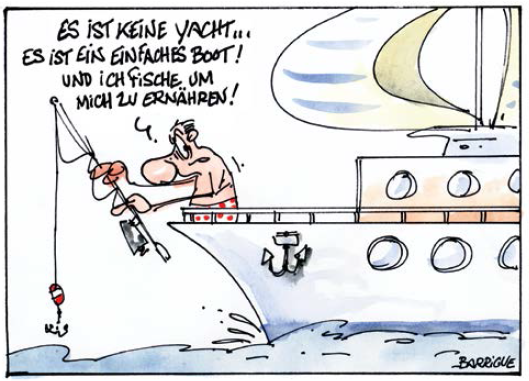 ES IST KEINE YACHT...
ES IST EIN EINFACHES BOOT!
UND ICH FISCHE, UM
MICH ZU ERNÄHREN!
BARRIGUE